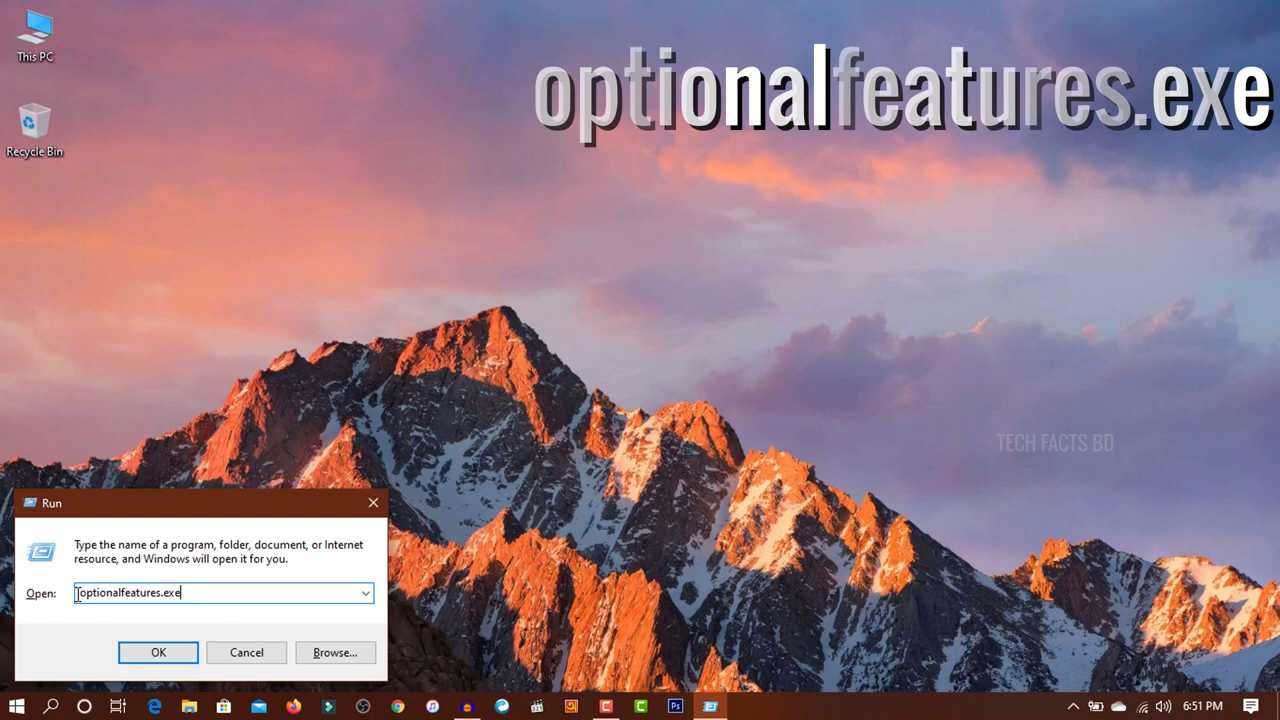 This PC
Recycle Bin
optionalfeatures.exe
TECH FACTS BD
Run
Type the name of a program, folder, document, or Internet
resource, and Windows will open it for you.
Open: optionalfeatures.exe
OK Cancel Browse...
Ps
6:51 PM